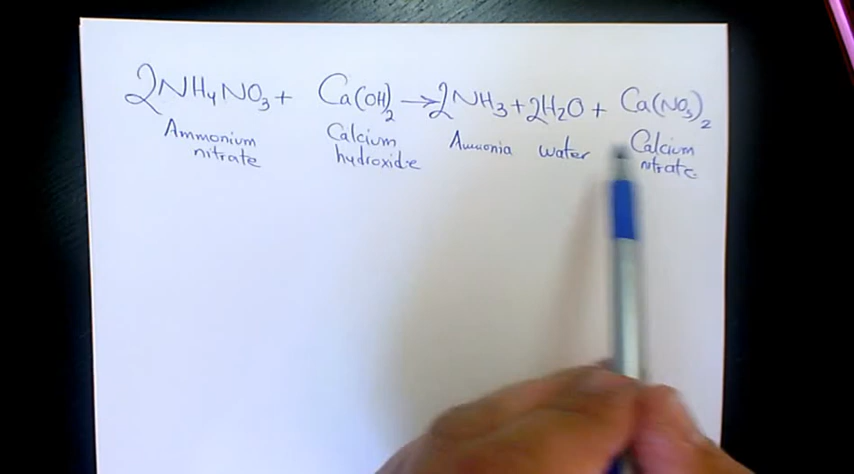 2NH₄NO₃ + Ca(OH)₂ → 2NH₃ + 2H₂O + Ca(NO₃)₂
Ammonium nitrate
Calcium hydroxide
Ammonia
water
Calcium nitrate